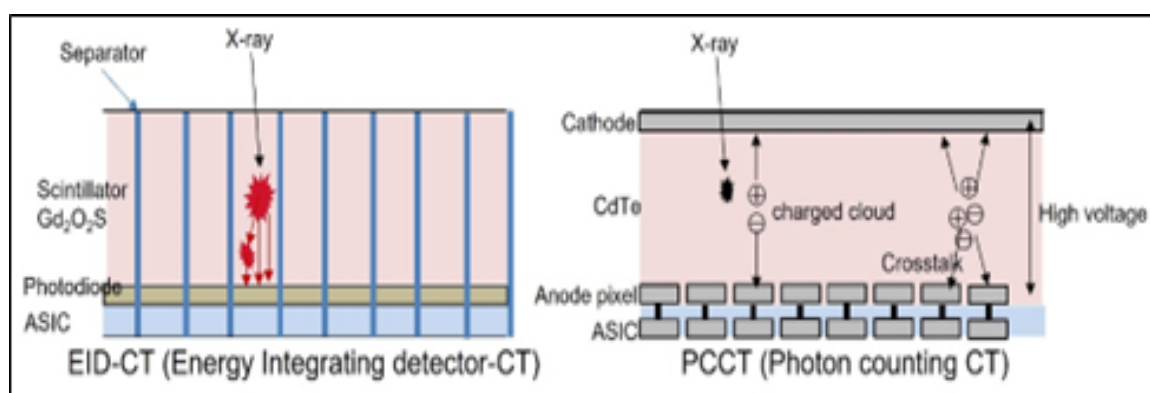 X-ray
Separator
Scintillator
Gd₂O₂S
Photodiode
ASIC
EID-CT (Energy Integrating detector-CT)
X-ray
Cathode
CdTe
charged cloud
High voltage
Crosstalk
Anode pixel
ASIC
PCCT (Photon counting CT)